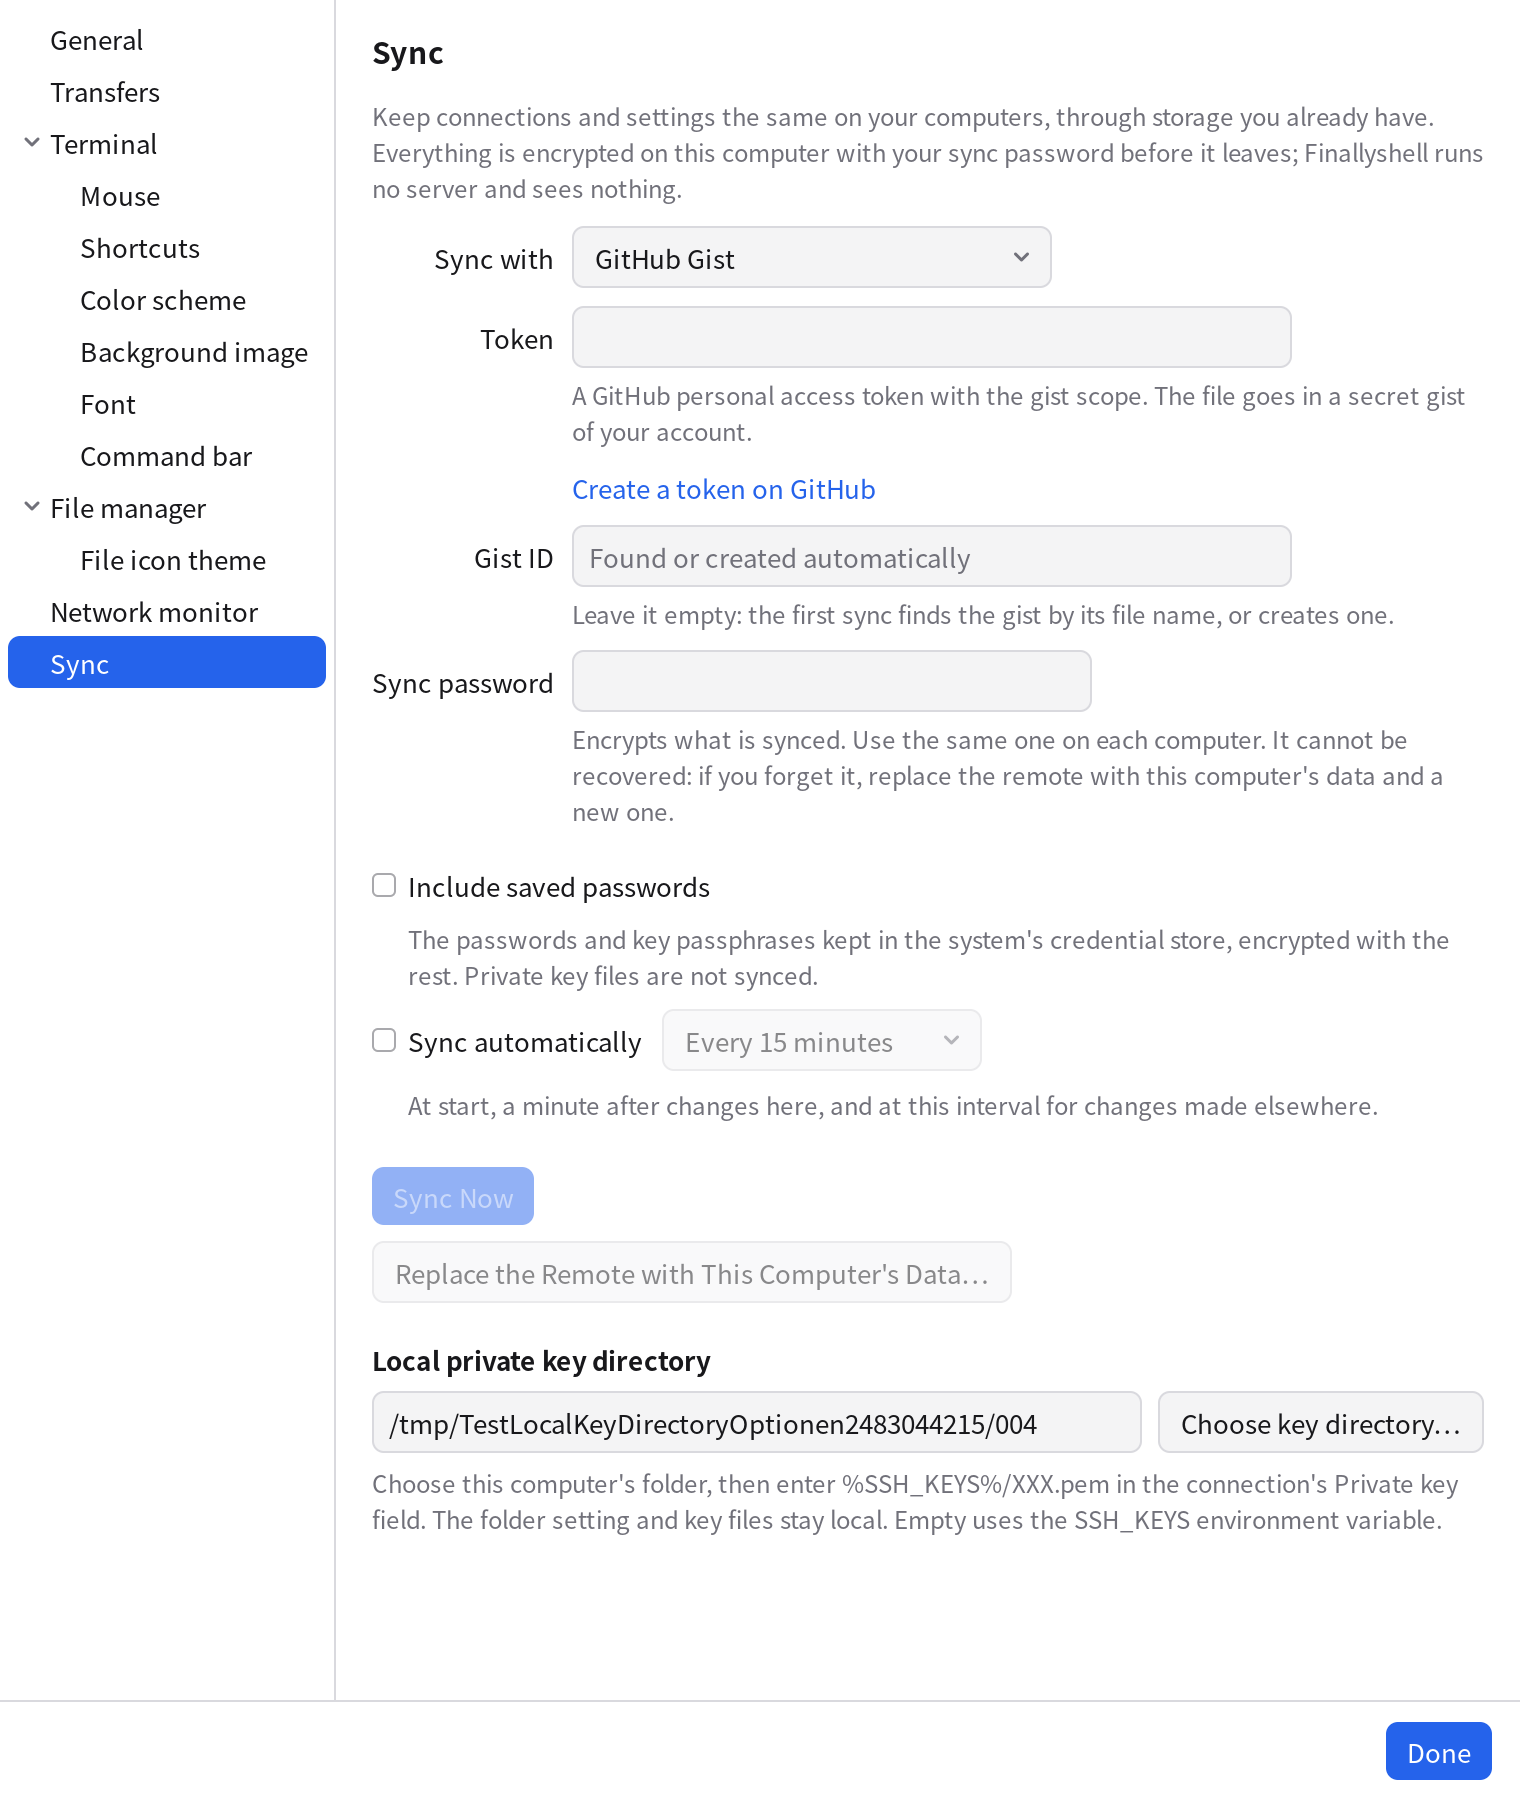 General
Transfers
Terminal
Mouse
Shortcuts
Color scheme
Background image
Font
Command bar
File manager
File icon theme
Network monitor
Sync
Sync
Keep connections and settings the same on your computers, through storage you already have.
Everything is encrypted on this computer with your sync password before it leaves; Finallyshell runs
no server and sees nothing.
Sync with GitHub Gist
Token
A GitHub personal access token with the gist scope. The file goes in a secret gist
of your account.
Create a token on GitHub
Gist ID Found or created automatically
Leave it empty: the first sync finds the gist by its file name, or creates one.
Sync password
Encrypts what is synced. Use the same one on each computer. It cannot be
recovered: if you forget it, replace the remote with this computer's data and a
new one.
Include saved passwords
The passwords and key passphrases kept in the system's credential store, encrypted with the
rest. Private key files are not synced.
Sync automatically Every 15 minutes
At start, a minute after changes here, and at this interval for changes made elsewhere.
Sync Now
Replace the Remote with This Computer's Data…
Local private key directory
/tmp/TestLocalKeyDirectoryOptionen2483044215/004 Choose key directory…
Choose this computer's folder, then enter %SSH_KEYS%/XXX.pem in the connection's Private key
field. The folder setting and key files stay local. Empty uses the SSH_KEYS environment variable.
Done